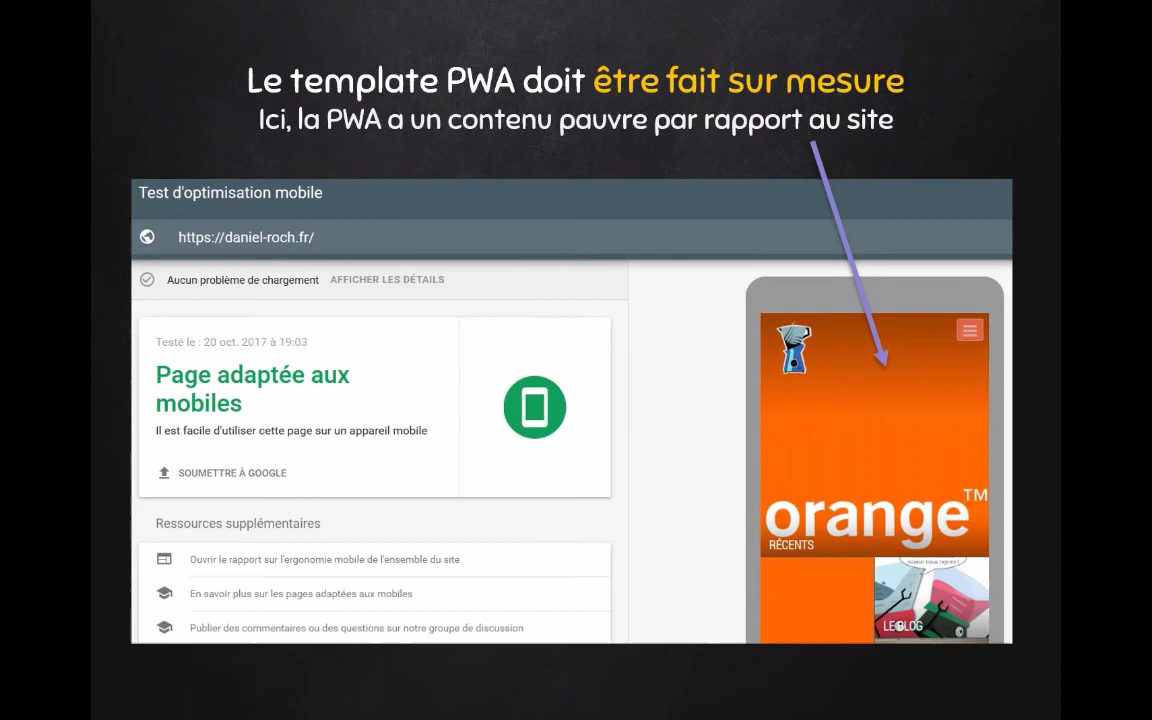 Le template PWA doit être fait sur mesure
Ici, la PWA a un contenu pauvre par rapport au site
Test d'optimisation mobile
https://daniel-roch.fr/
Aucun problème de chargement AFFICHER LES DÉTAILS
Testé le : 20 oct. 2017 à 19:03
Page adaptée aux
mobiles
Il est facile d'utiliser cette page sur un appareil mobile
SOUMETTRE À GOOGLE
Ressources supplémentaires
Ouvrir le rapport sur l'ergonomie mobile de l'ensemble du site
En savoir plus sur les pages adaptées aux mobiles
Publier des commentaires ou des questions sur notre groupe de discussion
orange™
RÉCENTS
LE BLOG